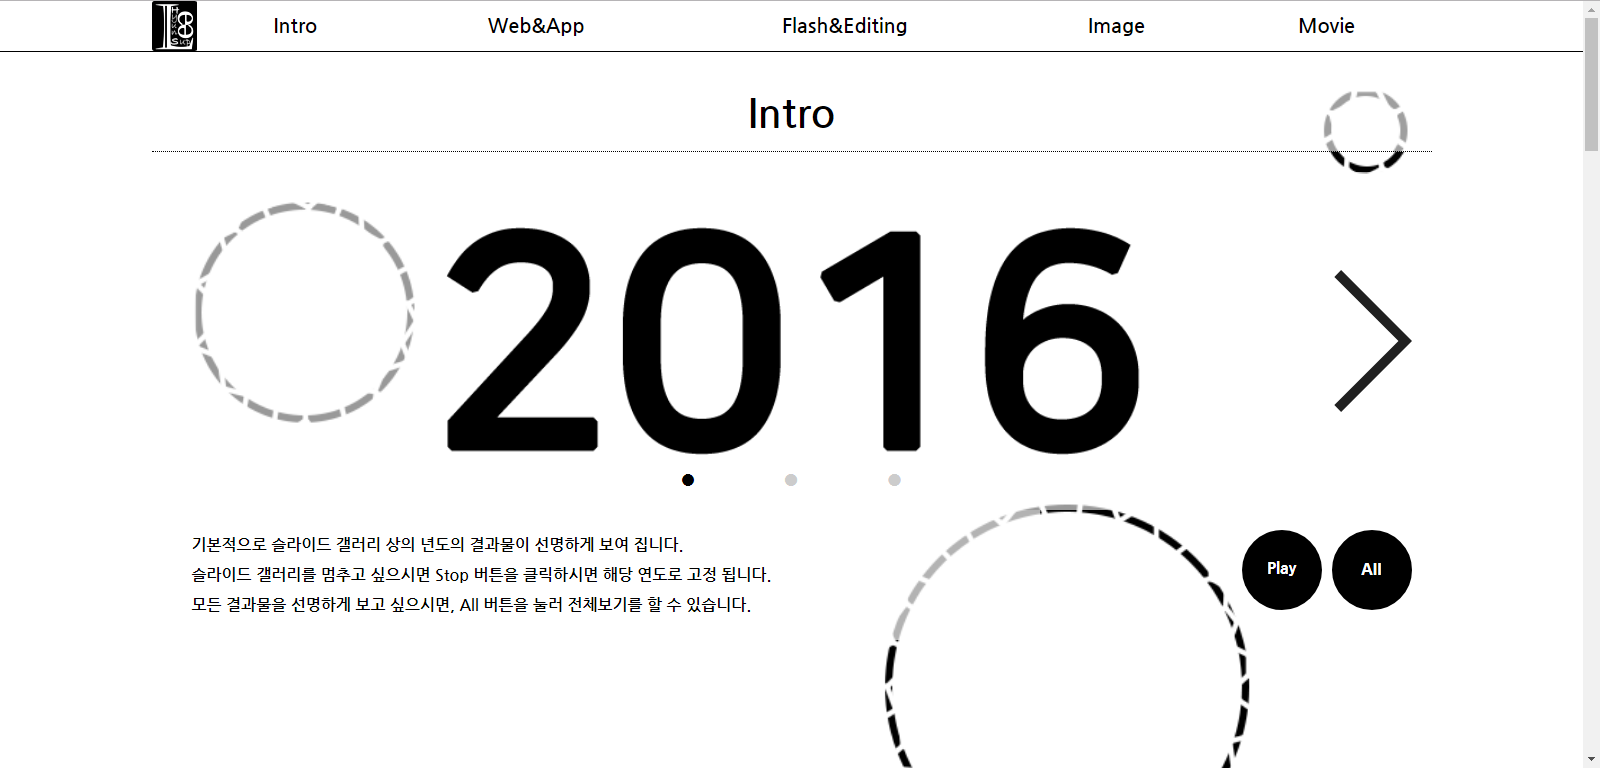 Intro
Web&App
Flash&Editing
Image
Movie
Intro
2016
기본적으로 슬라이드 갤러리 상의 년도의 결과물이 선명하게 보여 집니다.
슬라이드 갤러리를 멈추고 싶으시면 Stop 버튼을 클릭하시면 해당 연도로 고정 됩니다.
모든 결과물을 선명하게 보고 싶으시면, All 버튼을 눌러 전체보기를 할 수 있습니다.
Play
All